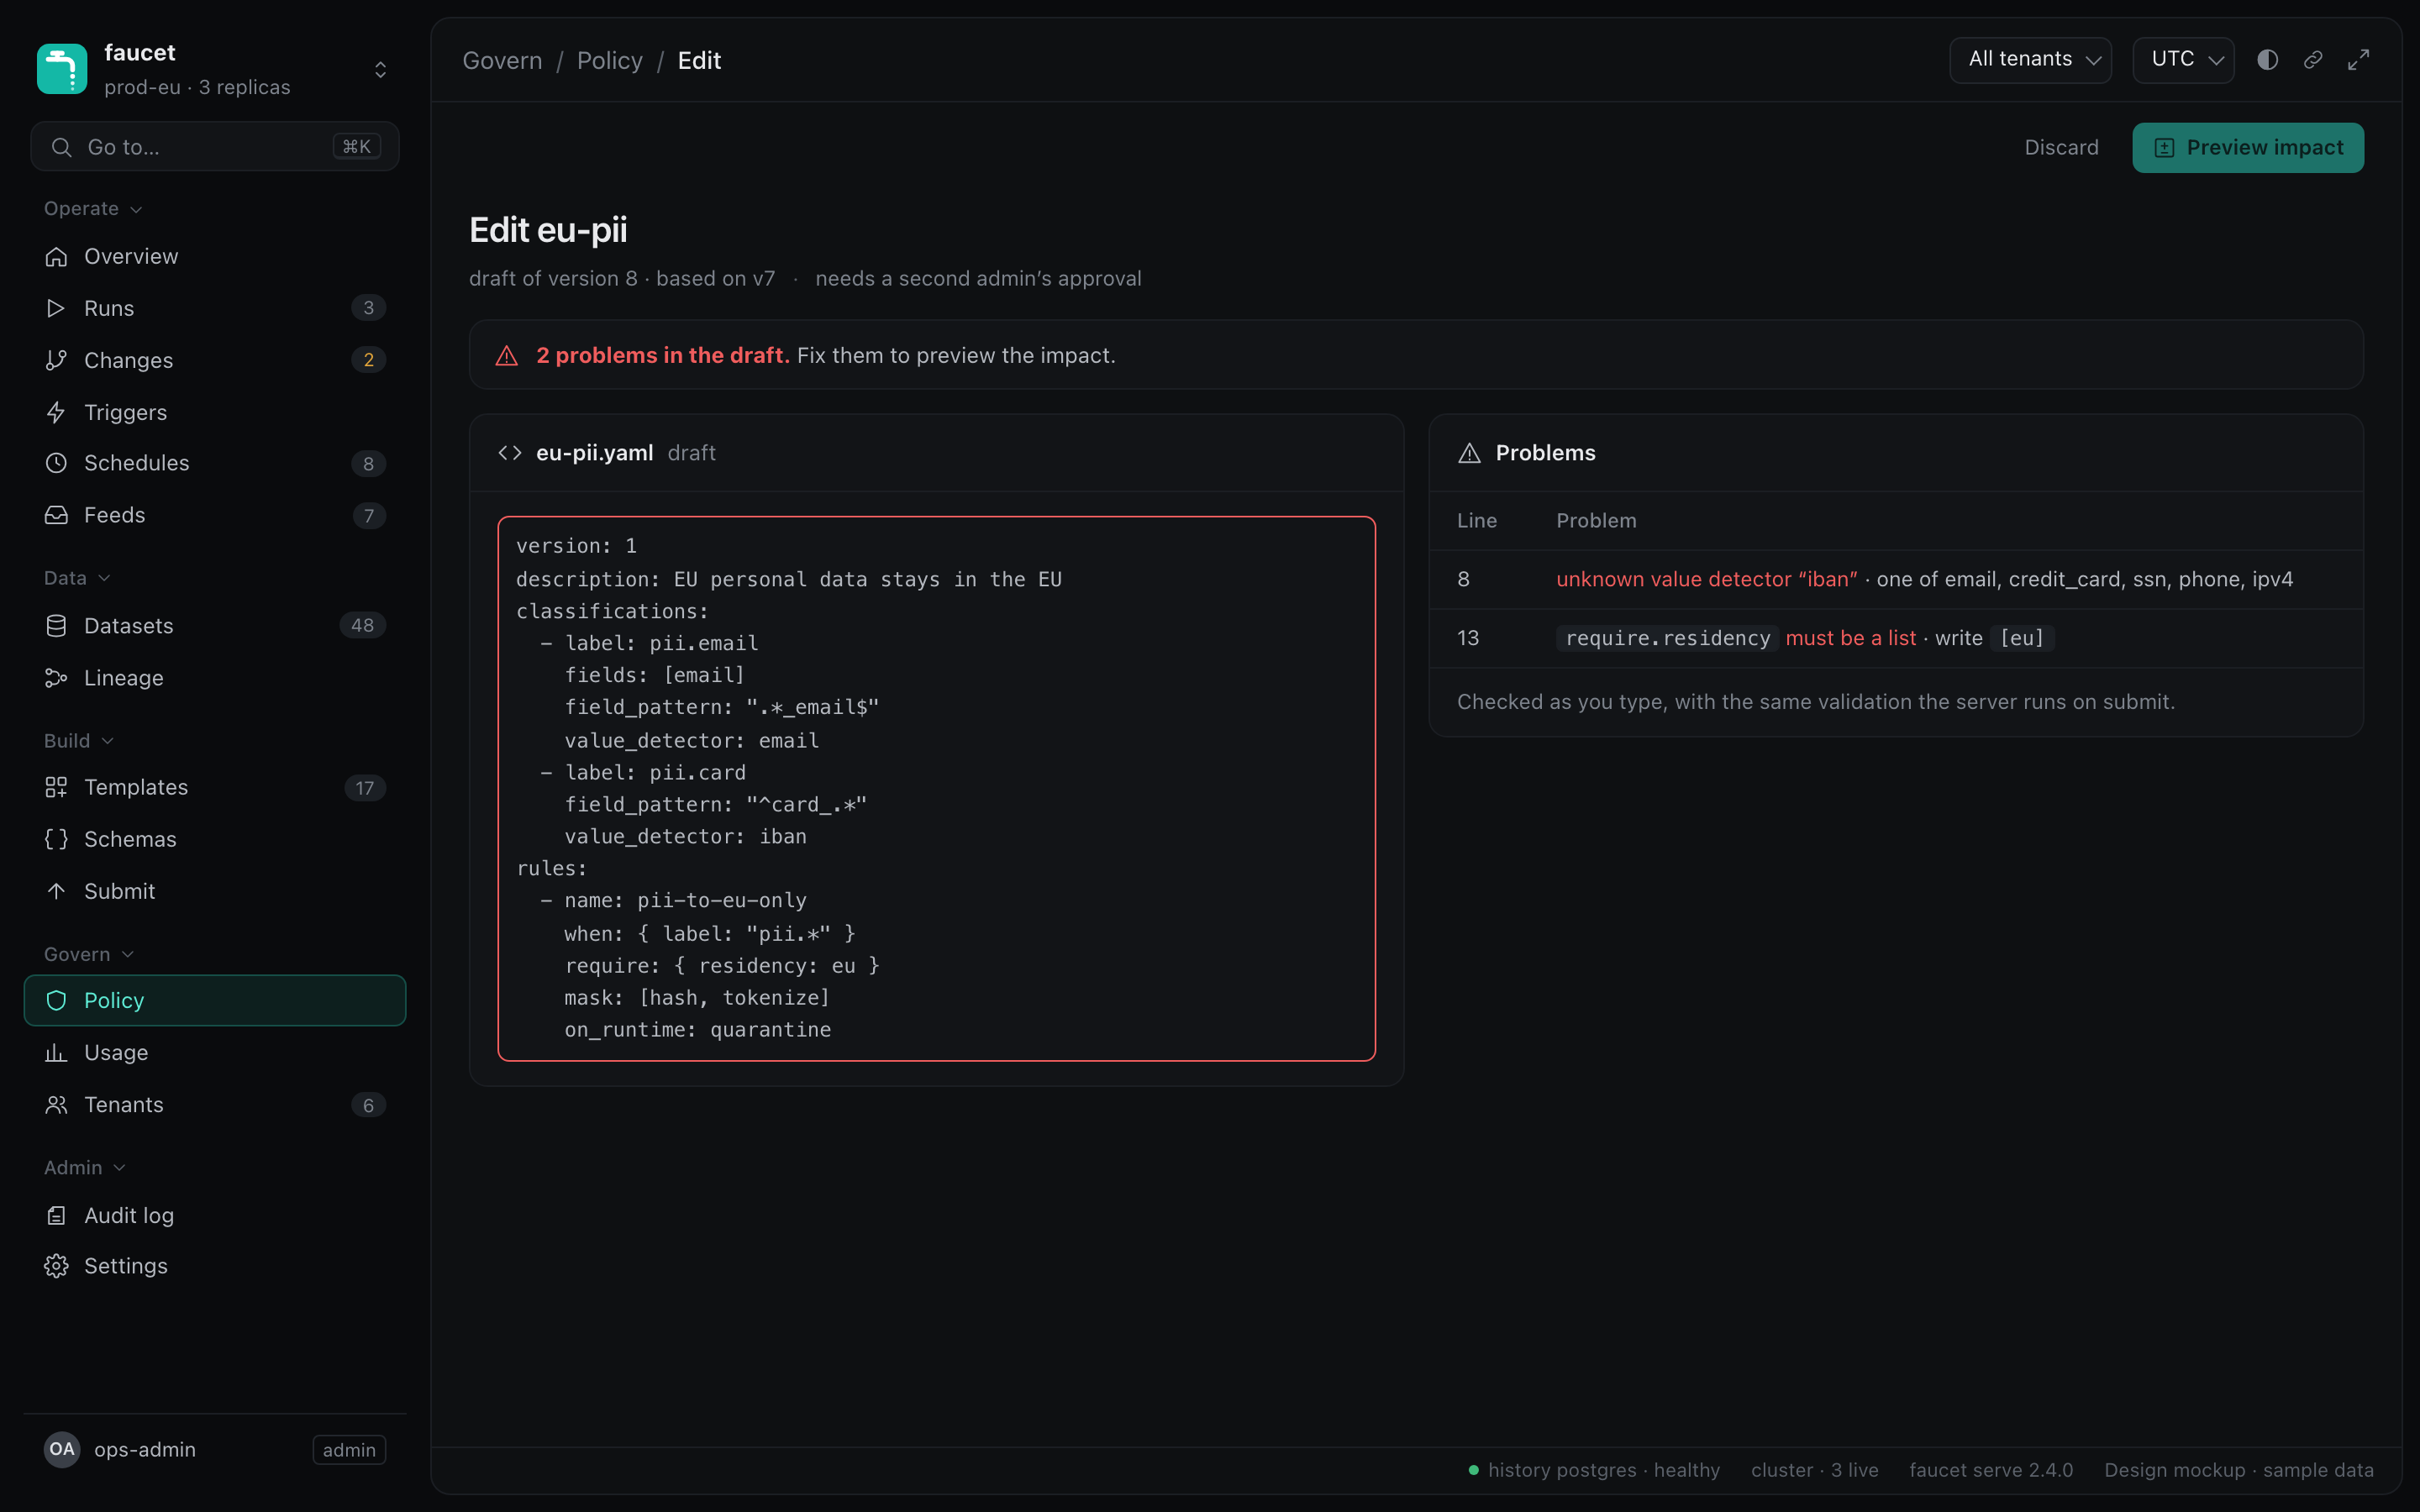 faucet
prod-eu · 3 replicas
Go to... ⌘K
Operate
Overview
Runs 3
Changes 2
Triggers
Schedules 8
Feeds 7
Data
Datasets 48
Lineage
Build
Templates 17
Schemas
Submit
Govern
Policy
Usage
Tenants 6
Admin
Audit log
Settings
OA ops-admin admin
Govern / Policy / Edit
All tenants UTC
Discard Preview impact
Edit eu-pii
draft of version 8 · based on v7 · needs a second admin’s approval
2 problems in the draft. Fix them to preview the impact.
eu-pii.yaml draft
version: 1
description: EU personal data stays in the EU
classifications:
  - label: pii.email
    fields: [email]
    field_pattern: ".*_email$"
    value_detector: email
  - label: pii.card
    field_pattern: "^card_.*"
    value_detector: iban
rules:
  - name: pii-to-eu-only
    when: { label: "pii.*" }
    require: { residency: eu }
    mask: [hash, tokenize]
    on_runtime: quarantine
Problems
Line Problem
8 unknown value detector “iban” · one of email, credit_card, ssn, phone, ipv4
13 require.residency must be a list · write [eu]
Checked as you type, with the same validation the server runs on submit.
history postgres · healthy cluster · 3 live faucet serve 2.4.0 Design mockup · sample data